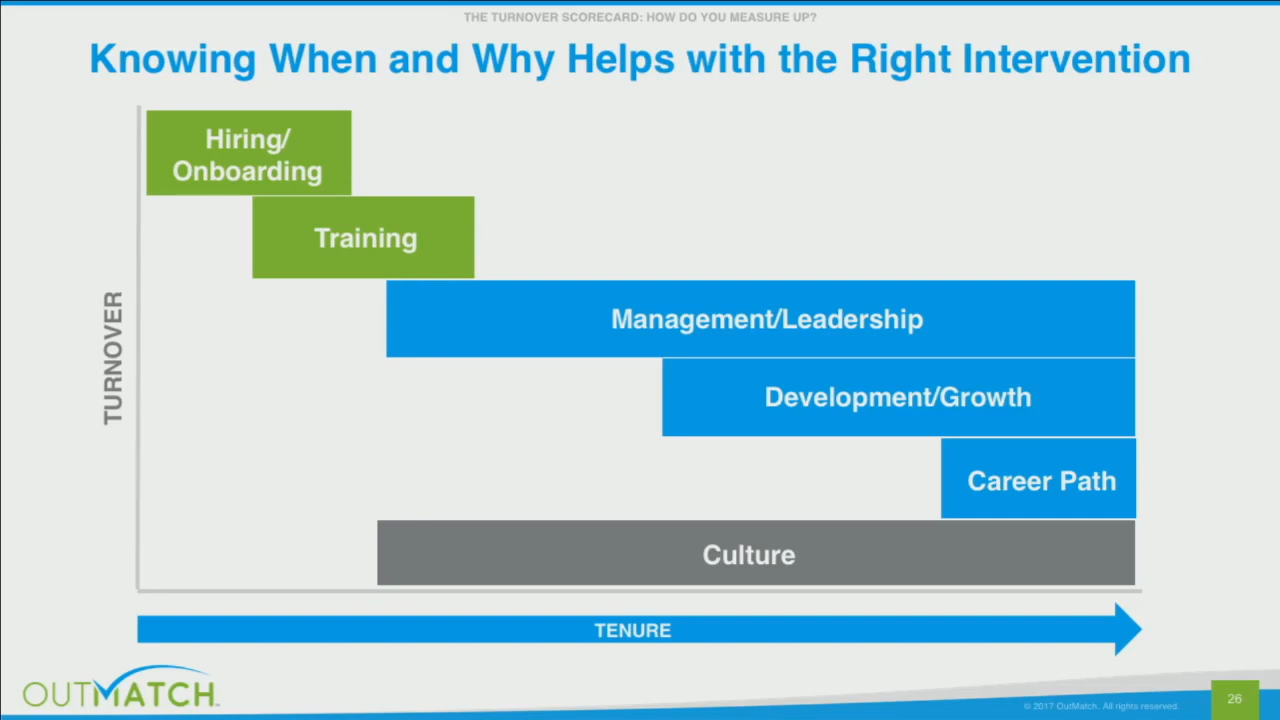 THE TURNOVER SCORECARD: HOW DO YOU MEASURE UP?
Knowing When and Why Helps with the Right Intervention
Hiring/
Onboarding
Training
Management/Leadership
Development/Growth
Career Path
Culture
TURNOVER
TENURE
OUTMATCH™
© 2017 OutMatch. All rights reserved.
26